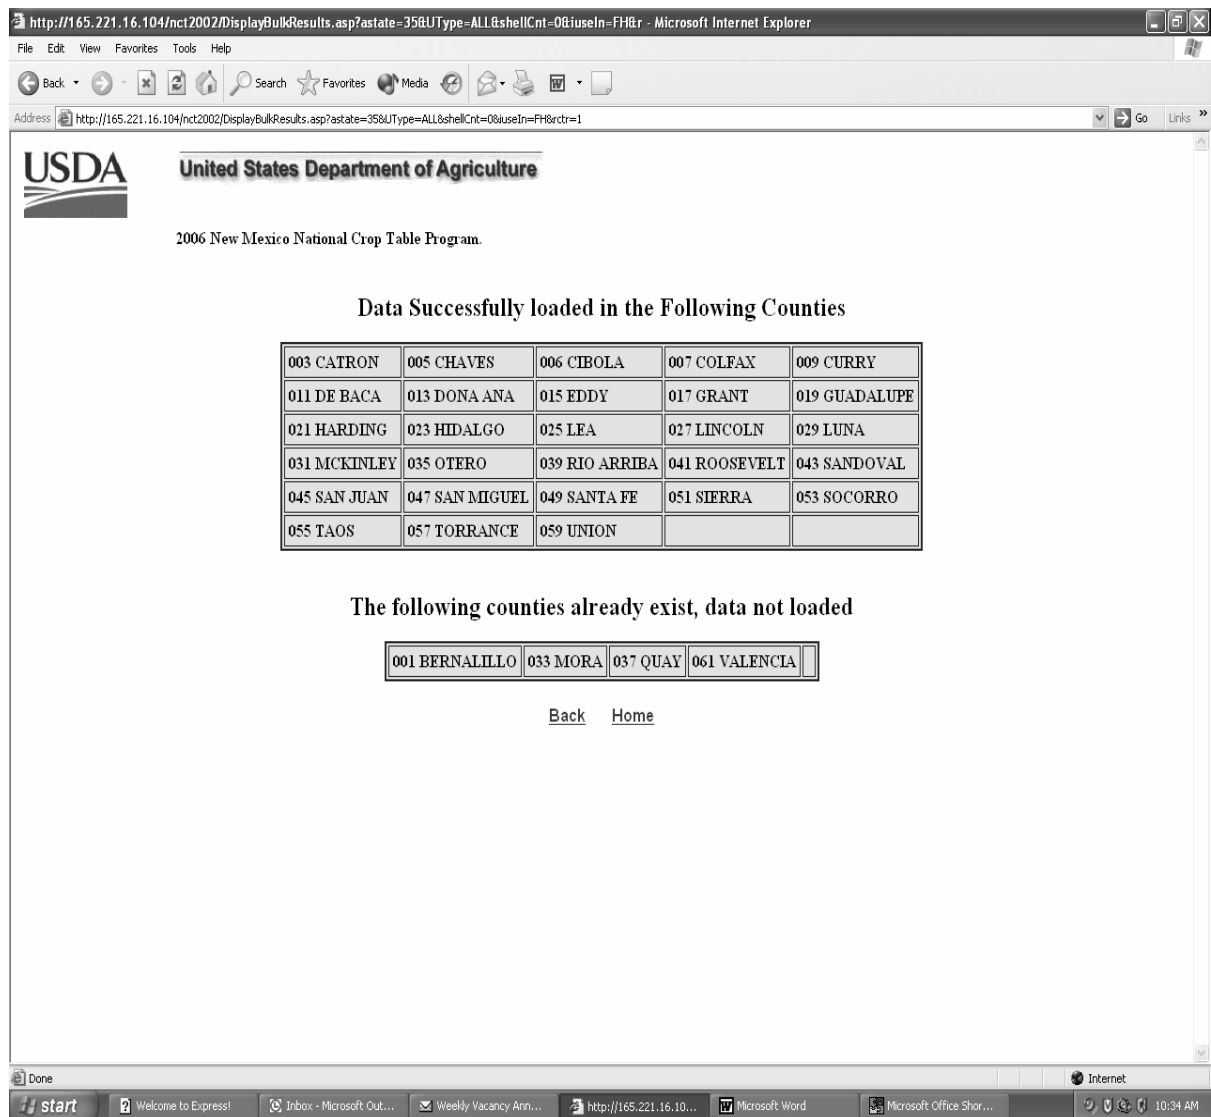 http://165.221.16.104/nct2002/DisplayBulkResults.asp?astate=35&UType=ALL&shellCnt=0&iuseIn=FH&r - Microsoft Internet Explorer
File Edit View Favorites Tools Help
Back Search Favorites Media
Address http://165.221.16.104/nct2002/DisplayBulkResults.asp?astate=35&UType=ALL&shellCnt=0&iuseIn=FH&rctr=1 Go Links »
USDA United States Department of Agriculture
2006 New Mexico National Crop Table Program.
Data Successfully loaded in the Following Counties
003 CATRON 005 CHAVES 006 CIBOLA 007 COLFAX 009 CURRY
011 DE BACA 013 DONA ANA 015 EDDY 017 GRANT 019 GUADALUPE
021 HARDING 023 HIDALGO 025 LEA 027 LINCOLN 029 LUNA
031 MCKINLEY 035 OTERO 039 RIO ARRIBA 041 ROOSEVELT 043 SANDOVAL
045 SAN JUAN 047 SAN MIGUEL 049 SANTA FE 051 SIERRA 053 SOCORRO
055 TAOS 057 TORRANCE 059 UNION
The following counties already exist, data not loaded
001 BERNALILLO 033 MORA 037 QUAY 061 VALENCIA
Back Home
Done Internet
start Welcome to Express! Inbox - Microsoft Out... Weekly Vacancy Ann... http://165.221.16.10... Microsoft Word Microsoft Office Shor... 10:34 AM